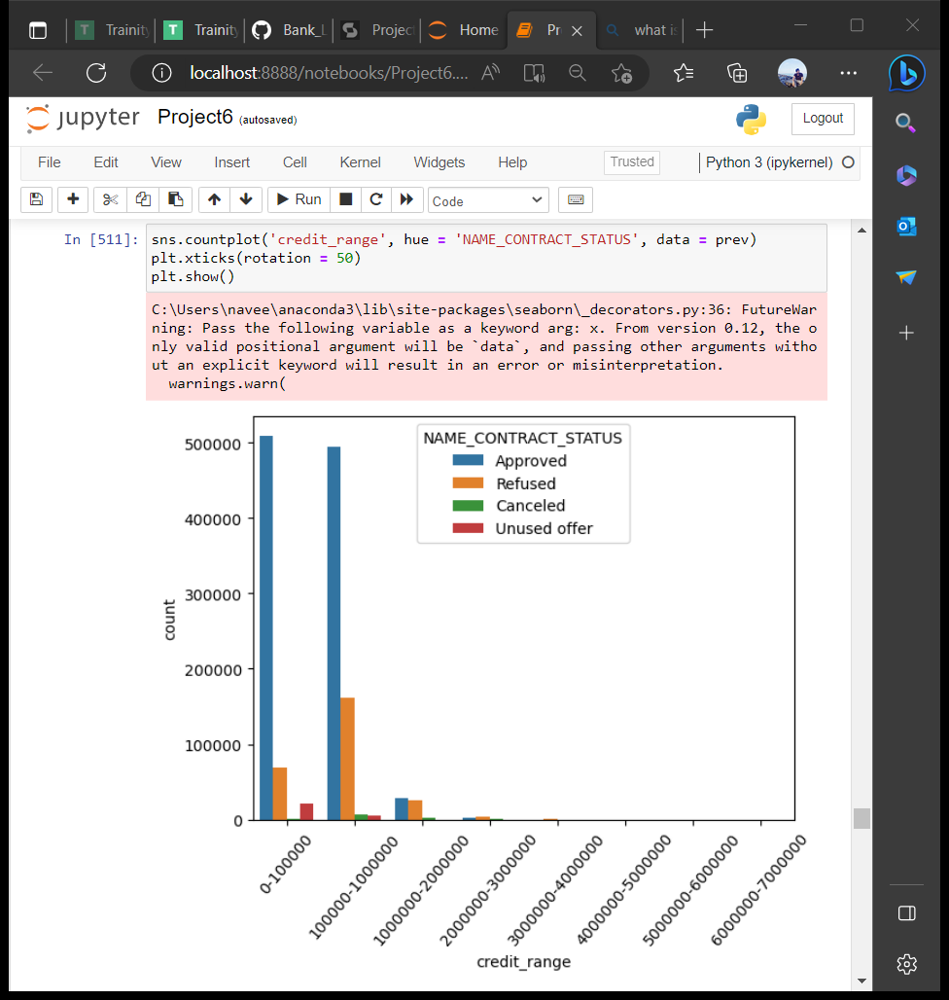 Trainity
Trainity
Bank_L
Project
Home
Pr
what is
localhost:8888/notebooks/Project6....
jupyter Project6 (autosaved)
Logout
File Edit View Insert Cell Kernel Widgets Help
Trusted
Python 3 (ipykernel)
Run
Code
In [511]:
sns.countplot('credit_range', hue = 'NAME_CONTRACT_STATUS', data = prev)
plt.xticks(rotation = 50)
plt.show()
C:\Users\navee\anaconda3\lib\site-packages\seaborn\_decorators.py:36: FutureWar
ning: Pass the following variable as a keyword arg: x. From version 0.12, the o
nly valid positional argument will be `data`, and passing other arguments witho
ut an explicit keyword will result in an error or misinterpretation.
warnings.warn(
NAME_CONTRACT_STATUS
Approved
Refused
Canceled
Unused offer
500000
400000
300000
200000
100000
0
count
0-100000
100000-1000000
1000000-2000000
2000000-3000000
3000000-4000000
4000000-5000000
5000000-6000000
6000000-7000000
credit_range